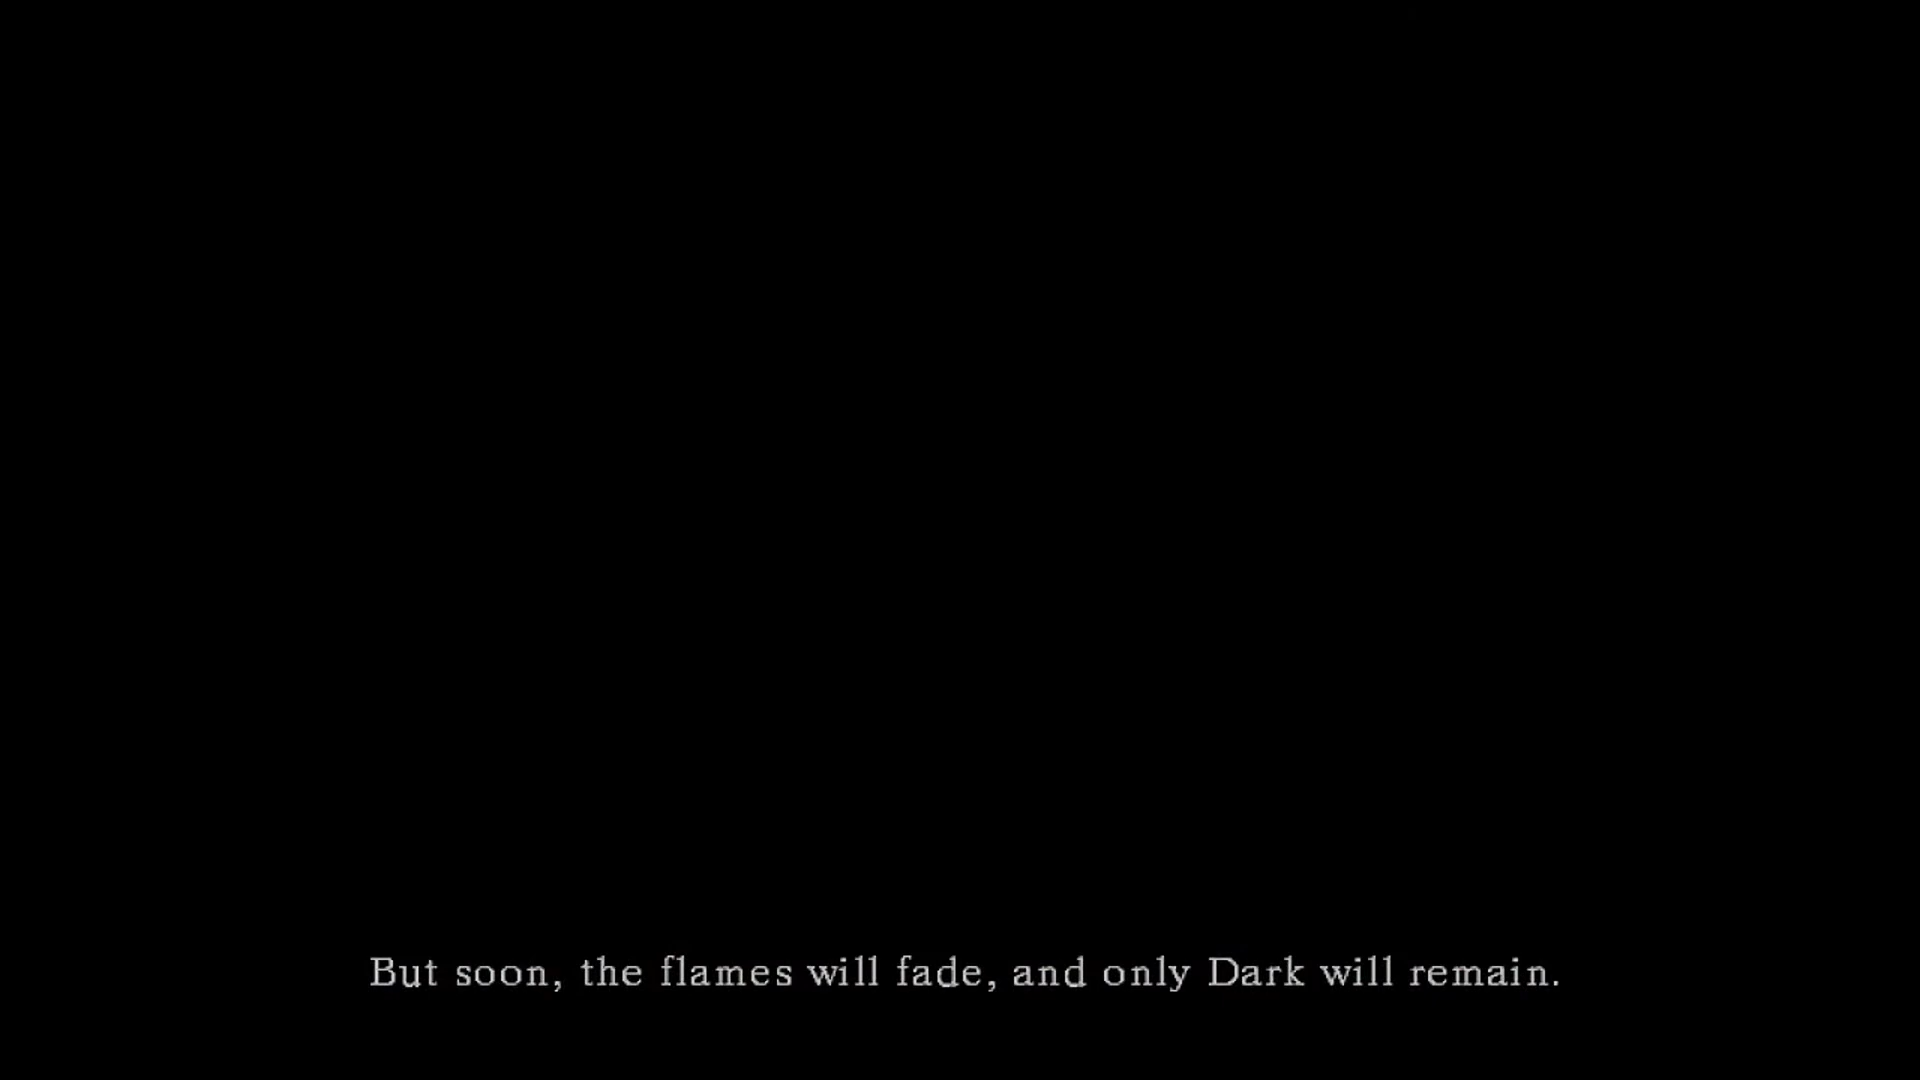 But soon, the flames will fade, and only Dark will remain.